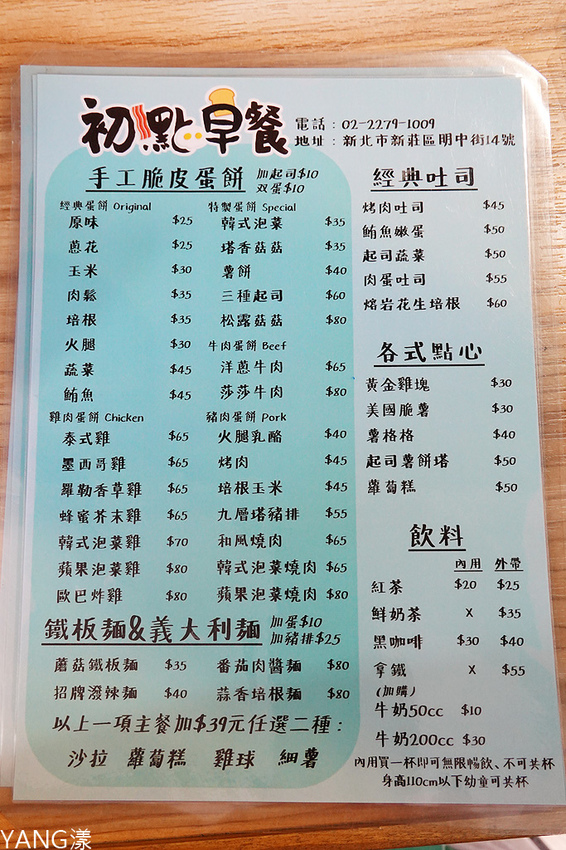 初點早餐
電話：02-2279-1009
地址：新北市新莊區明中街14號
手工脆皮蛋餅 加起司$10 双蛋$10
經典蛋餅 Original
原味 $25
蔥花 $25
玉米 $30
肉鬆 $35
培根 $35
火腿 $30
蔬菜 $45
鮪魚 $45
雞肉蛋餅 Chicken
泰式雞 $65
墨西哥雞 $65
羅勒香草雞 $65
蜂蜜芥末雞 $65
韓式泡菜雞 $70
蘋果泡菜雞 $80
歐巴炸雞 $80
特製蛋餅 Special
韓式泡菜 $35
塔香菇菇 $35
薯餅 $40
三種起司 $60
松露菇菇 $80
牛肉蛋餅 Beef
洋蔥牛肉 $65
莎莎牛肉 $80
豬肉蛋餅 Pork
火腿乳酪 $40
烤肉 $45
培根玉米 $45
九層塔豬排 $55
和風燒肉 $65
韓式泡菜燒肉 $65
蘋果泡菜燒肉 $80
鐵板麵&義大利麵 加蛋$10 加豬排$25
蘑菇鐵板麵 $35
招牌潑辣麵 $40
番茄肉醬麵 $80
蒜香培根麵 $80
以上一項主餐加$39元任選二種：
沙拉 蘿蔔糕 雞球 細薯
經典吐司
烤肉吐司 $45
鮪魚嫩蛋 $50
起司蔬菜 $50
肉蛋吐司 $55
熔岩花生培根 $60
各式點心
黃金雞塊 $30
美國脆薯 $30
薯格格 $40
起司薯餅塔 $50
蘿蔔糕 $50
飲料
內用 外帶
紅茶 $20 $25
鮮奶茶 X $35
黑咖啡 $30 $40
拿鐵 X $55
(加購)
牛奶50cc $10
牛奶200cc $30
內用買一杯即可無限暢飲、不可共杯
身高110cm以下幼童可共杯
YANG漾